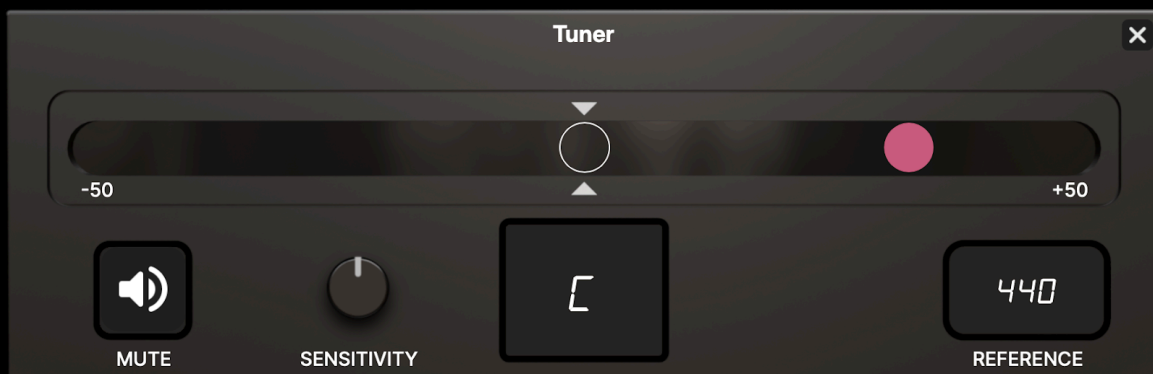 Tuner
-50
+50
C
440
MUTE
SENSITIVITY
REFERENCE